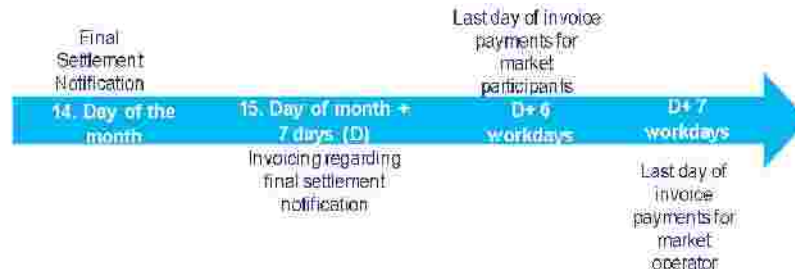 Final
Settlement
Notification
14. Day of the
month
15. Day of month +
7 days (D)
Invoicing regarding
final settlement
notification
Last day of invoice
payments for
market
participants
D+ 6
workdays
D+ 7
workdays
Last day of
invoice
payments for
market
operator